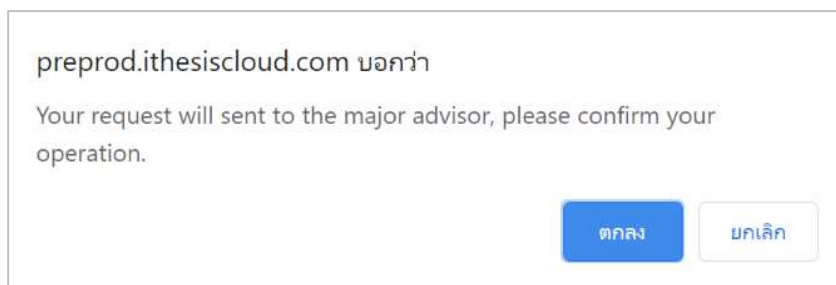 preprod.ithesiscloud.com บอกว่า
Your request will sent to the major advisor, please confirm your
operation.
ตกลง
ยกเลิก